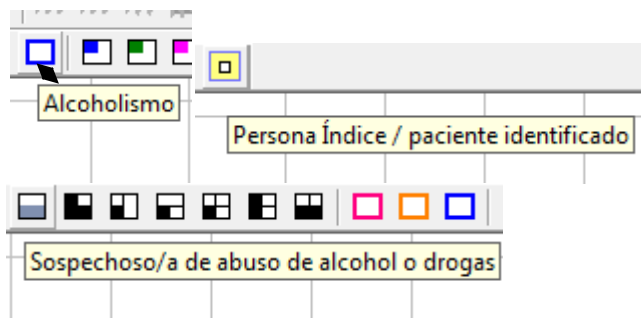 Alcoholismo
Persona Índice / paciente identificado
Sospechoso/a de abuso de alcohol o drogas